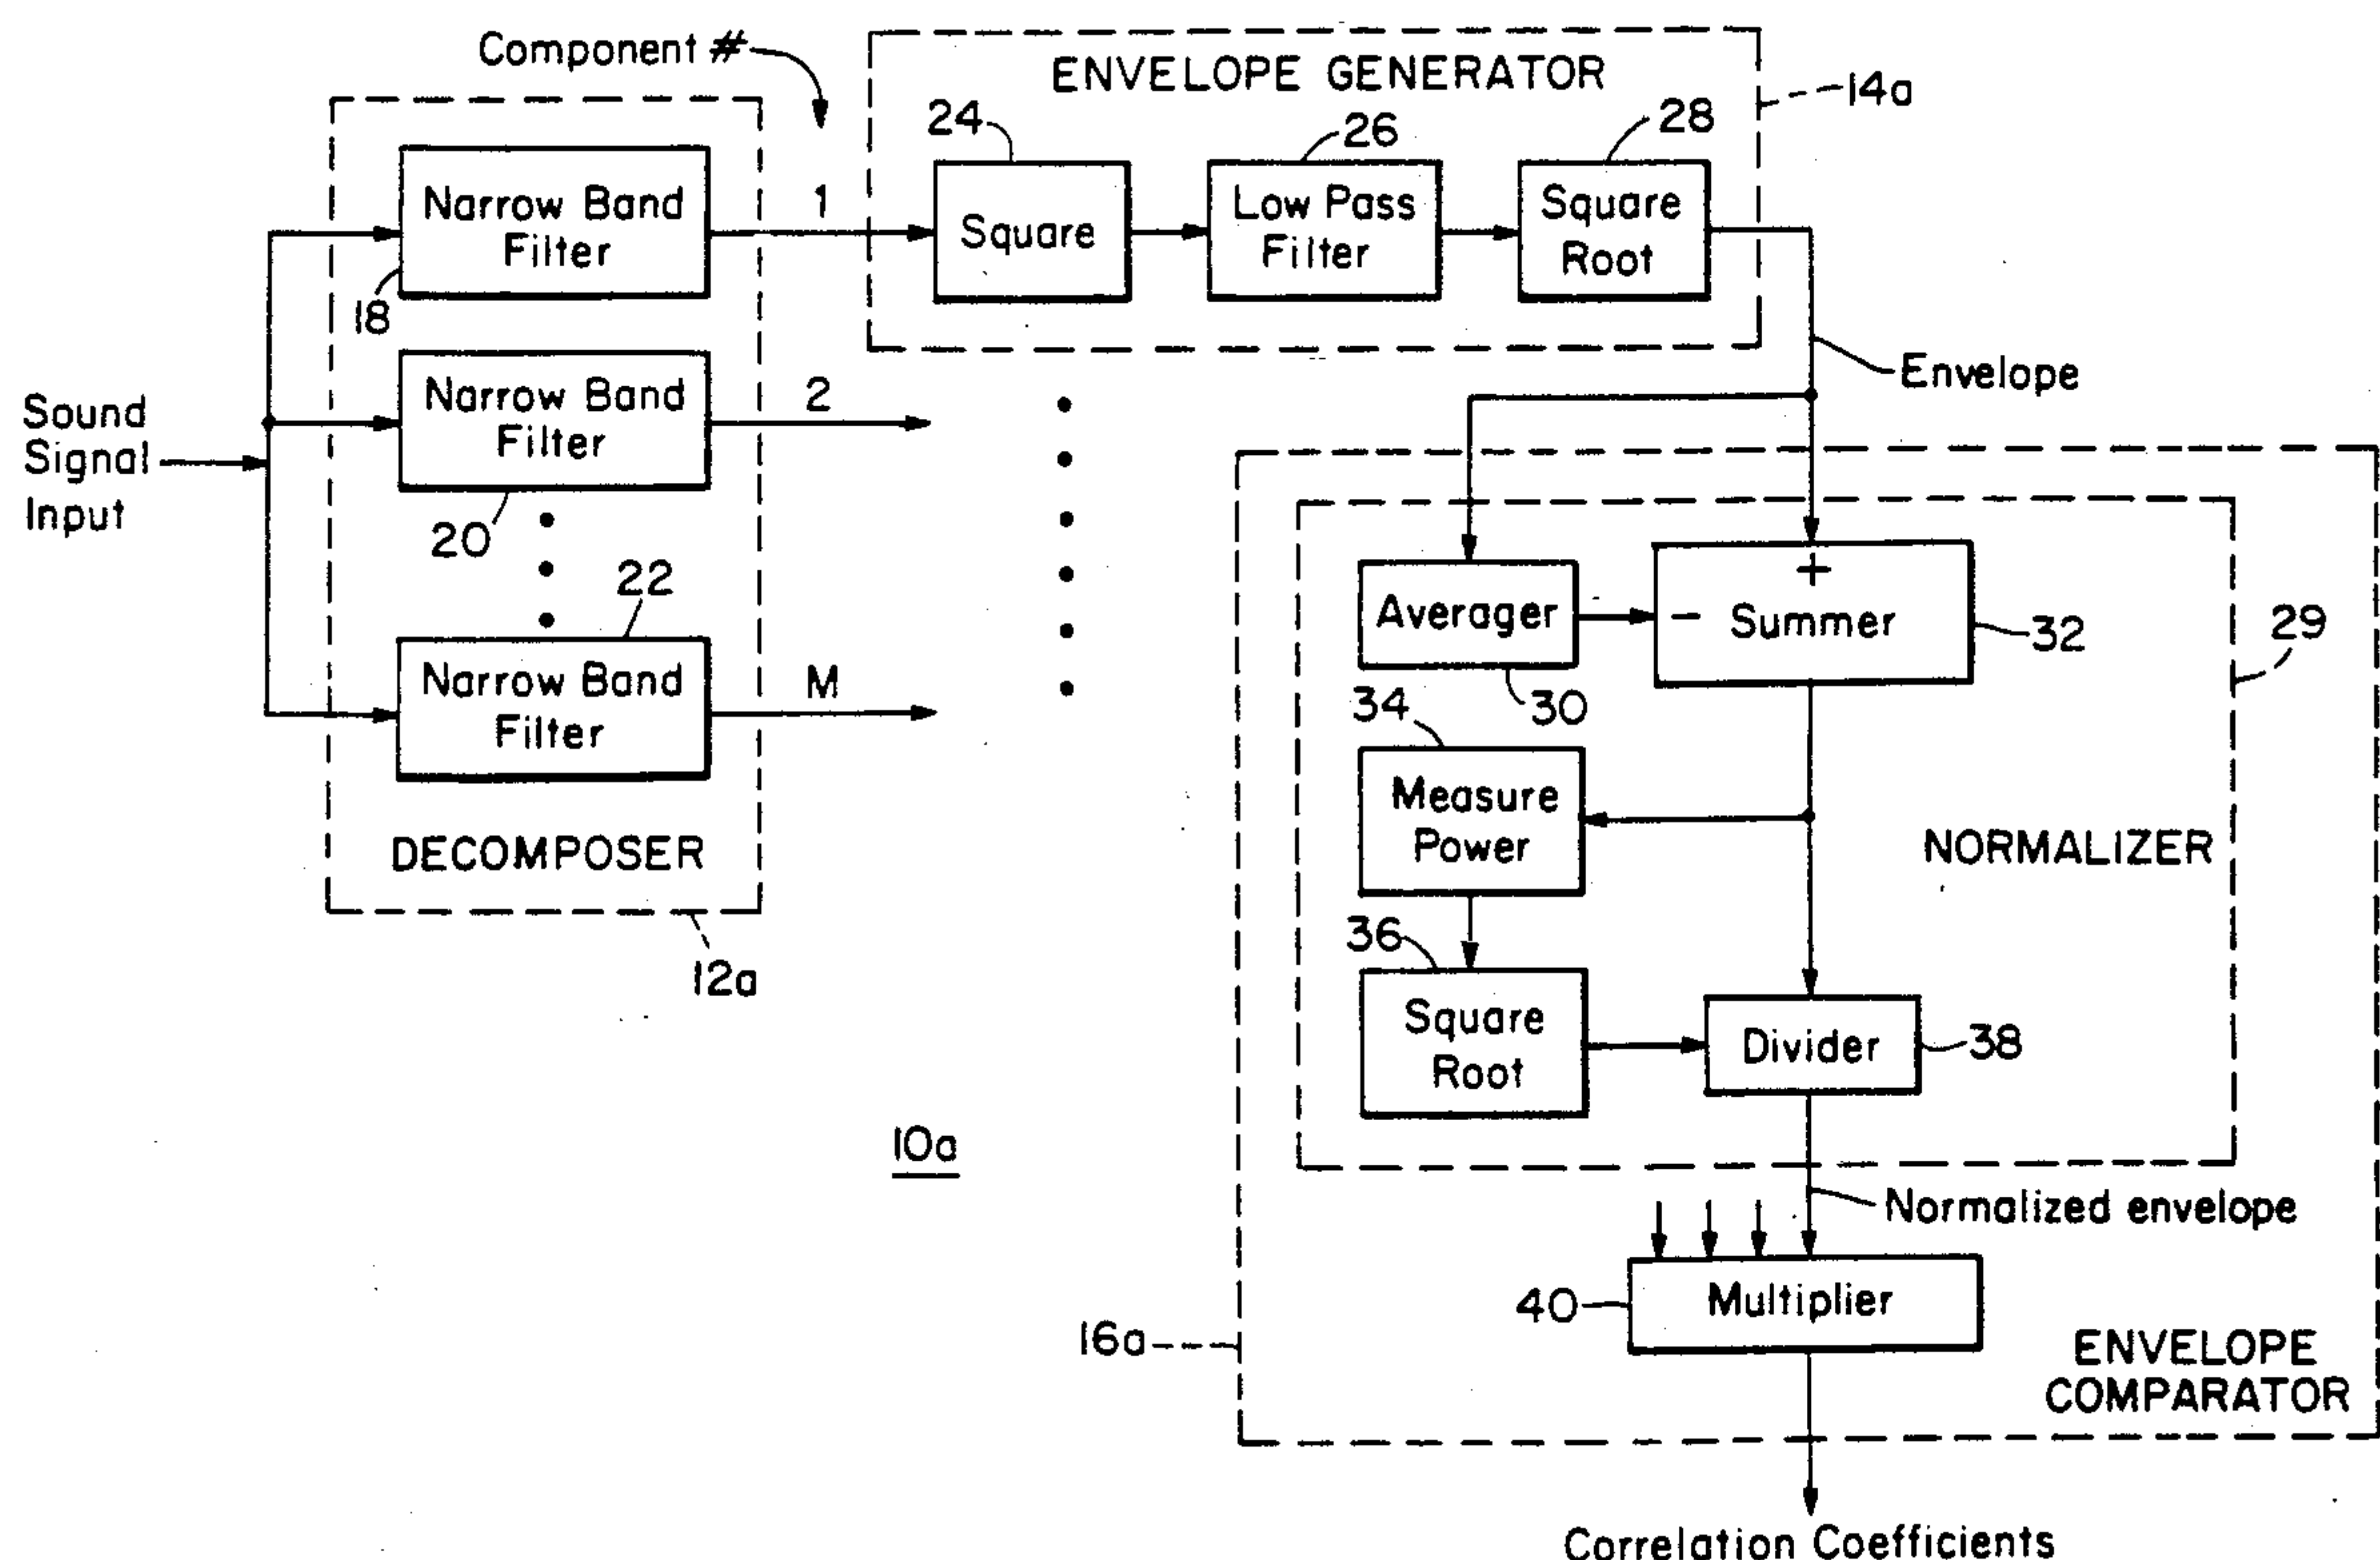 Component #
ENVELOPE GENERATOR
14a
24
26
28
Narrow Band
Filter
18
1
Square
Low Pass
Filter
Square
Root
Envelope
Sound
Signal
Input
Narrow Band
Filter
20
2
22
Narrow Band
Filter
M
DECOMPOSER
12a
Averager
30
+
- Summer
32
29
34
Measure
Power
NORMALIZER
36
Square
Root
Divider
38
10a
Normalized envelope
40
Multiplier
16a
ENVELOPE
COMPARATOR
Correlation Coefficients